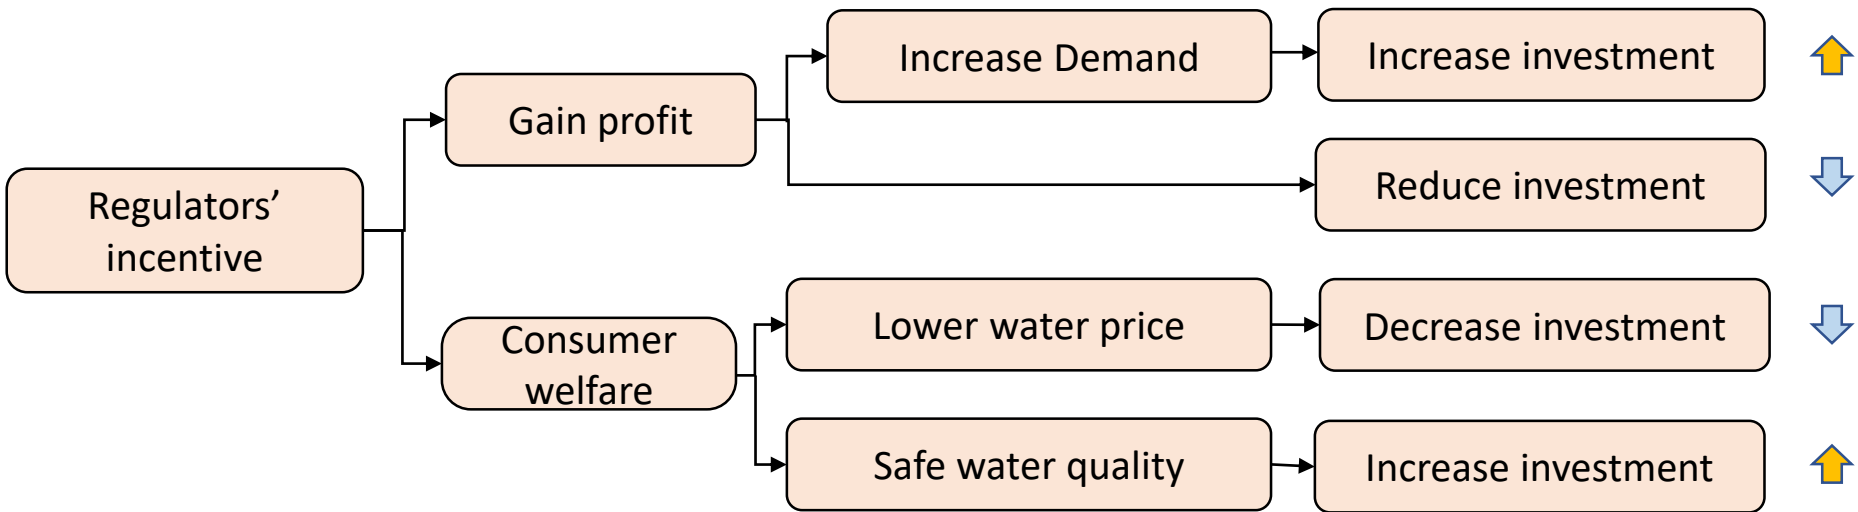 Regulators’
incentive
Gain profit
Increase Demand
Increase investment
Reduce investment
Consumer
welfare
Lower water price
Decrease investment
Safe water quality
Increase investment